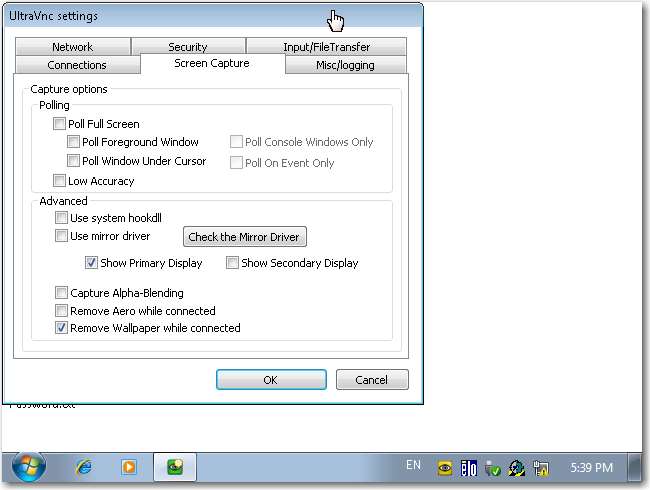 UltraVnc settings
Network Security Input/FileTransfer
Connections Screen Capture Misc/logging
Capture options
Polling
Poll Full Screen
Poll Foreground Window Poll Console Windows Only
Poll Window Under Cursor Poll On Event Only
Low Accuracy
Advanced
Use system hookdll
Use mirror driver Check the Mirror Driver
Show Primary Display Show Secondary Display
Capture Alpha-Blending
Remove Aero while connected
Remove Wallpaper while connected
OK Cancel
EN 5:39 PM